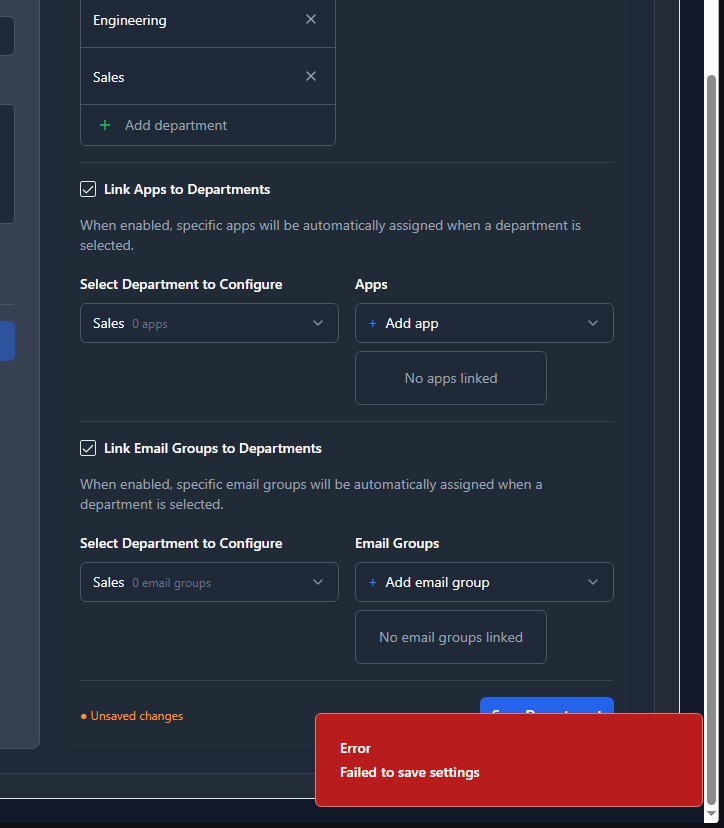 Engineering
Sales
+ Add department
Link Apps to Departments
When enabled, specific apps will be automatically assigned when a department is
selected.
Select Department to Configure Apps
Sales 0 apps + Add app
No apps linked
Link Email Groups to Departments
When enabled, specific email groups will be automatically assigned when a
department is selected.
Select Department to Configure Email Groups
Sales 0 email groups + Add email group
No email groups linked
Unsaved changes
Error
Failed to save settings